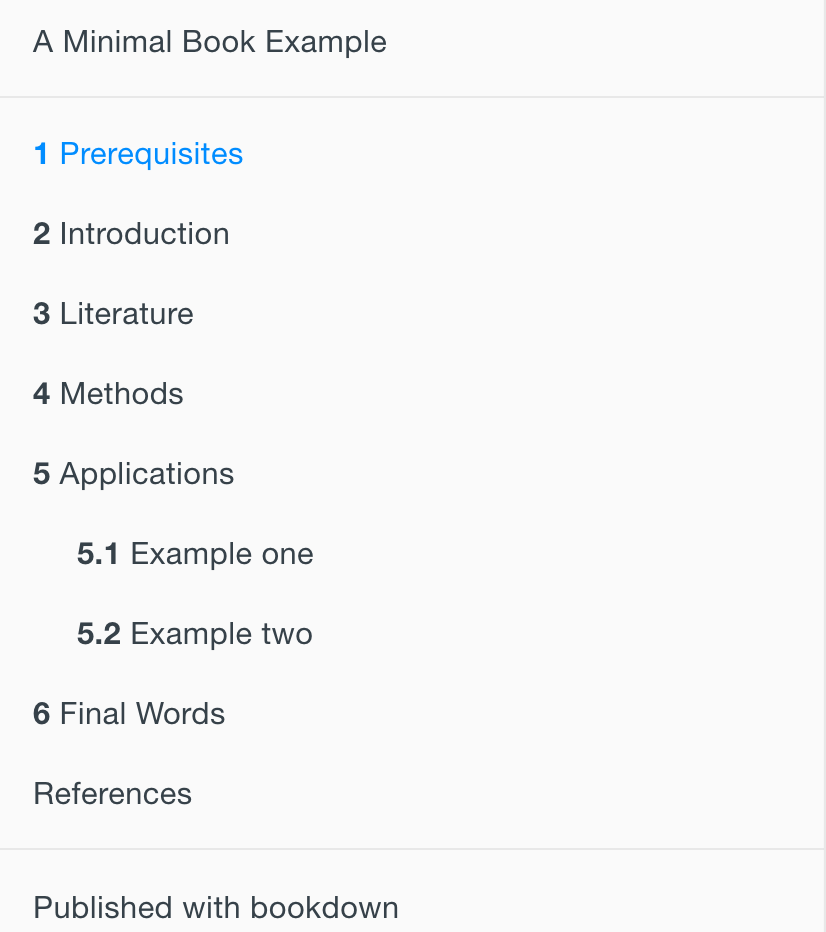 A Minimal Book Example
1 Prerequisites
2 Introduction
3 Literature
4 Methods
5 Applications
5.1 Example one
5.2 Example two
6 Final Words
References
Published with bookdown